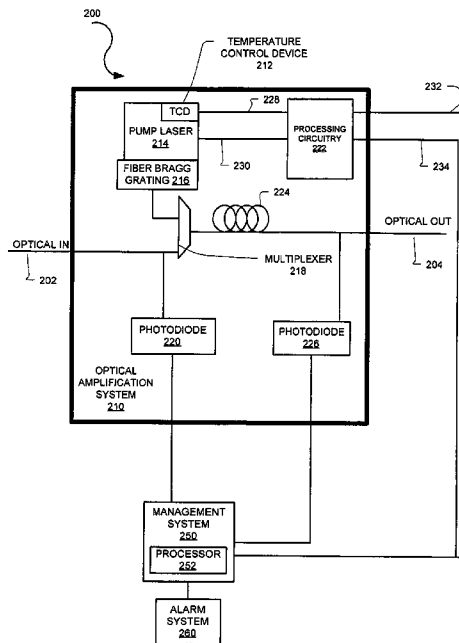 200
TEMPERATURE
CONTROL DEVICE
212
232
TCD
228
PUMP LASER
214
PROCESSING
CIRCUITRY
222
230
234
FIBER BRAGG
GRATING 216
224
OPTICAL OUT
OPTICAL IN
MULTIPLEXER
218
202
204
PHOTODIODE
220
PHOTODIODE
226
OPTICAL
AMPLIFICATION
SYSTEM
210
MANAGEMENT
SYSTEM
250
PROCESSOR
252
ALARM
SYSTEM
260